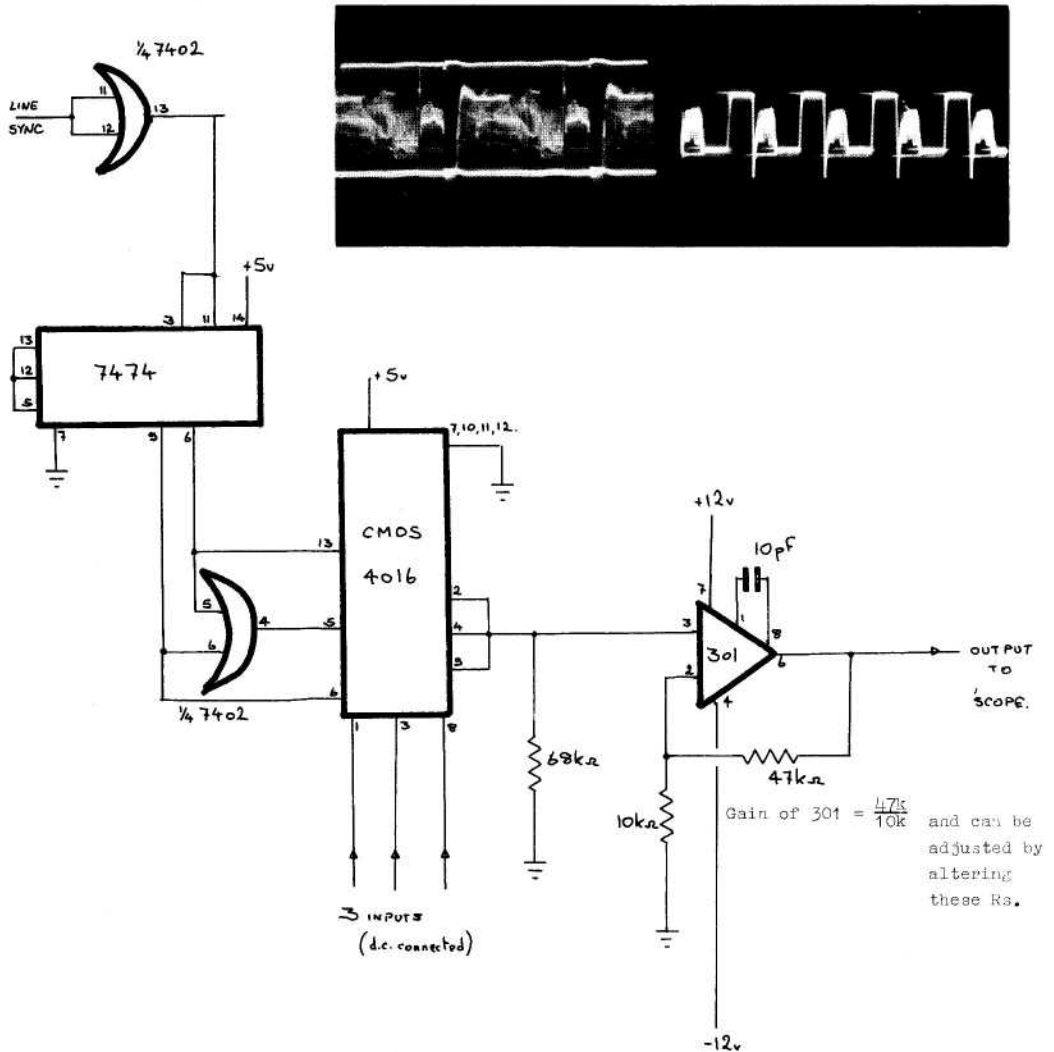 ¼ 7402
LINE
SYNC
11
12
13
+5v
3
11
14
13
12
5
7474
7
9
6
+5v
7,10,11,12.
CMOS
4016
13
5
6
2
4
9
5
6
4
¼ 7402
1
3
8
3 INPUTS
(d.c. connected)
68kΩ
+12v
10pf
7
1
8
3
2
301
6
4
OUTPUT
TO
'SCOPE.
47kΩ
10kΩ
Gain of 301 = 47k/10k and can be
adjusted by
altering
these Rs.
-12v